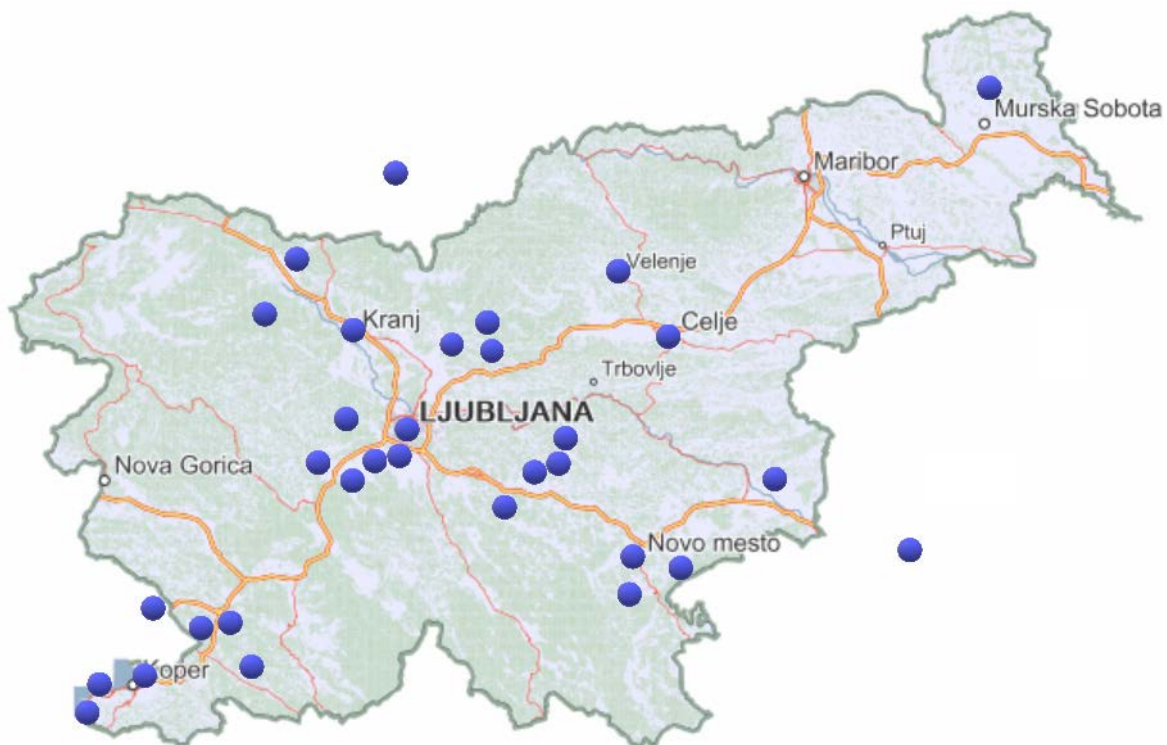 Murska Sobota
Maribor
Ptuj
Velenje
Kranj
Celje
Trbovlje
LJUBLJANA
Nova Gorica
Novo mesto
Koper